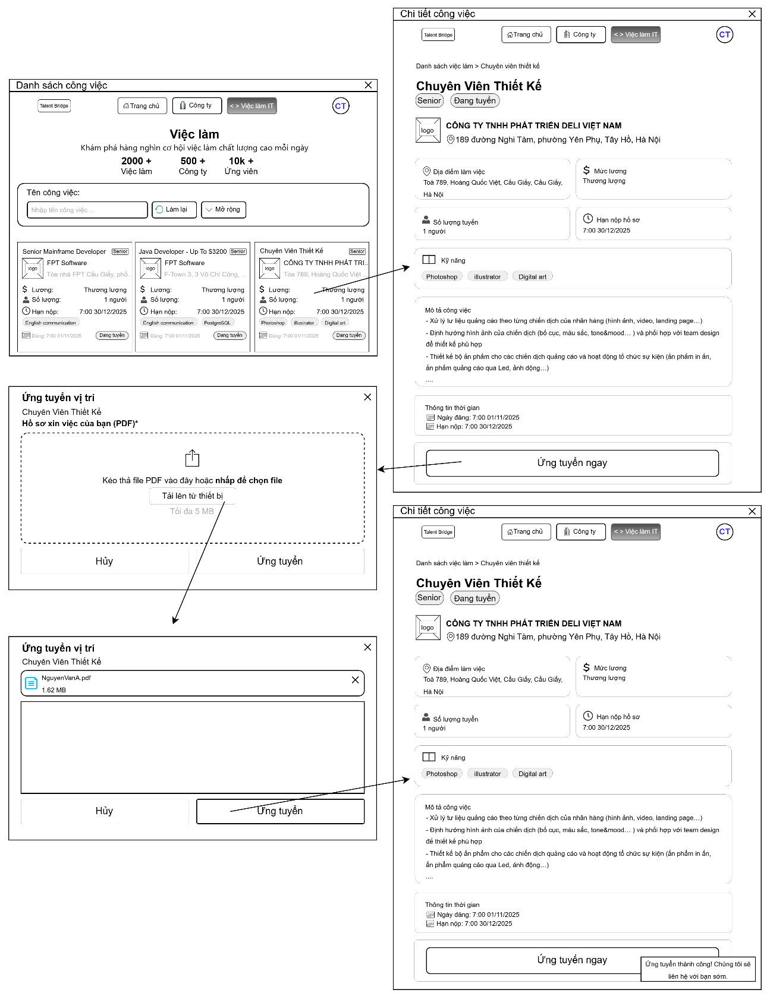 Danh sách công việc
Talent Bridge
Trang chủ
Công ty
< > Việc làm IT
CT
Việc làm
Khám phá hàng nghìn cơ hội việc làm chất lượng cao mỗi ngày
2000 + 500 + 10k +
Việc làm Công ty Ứng viên
Tên công việc:
Nhập tên công việc ...
Làm lại
Mở rộng
Senior Mainframe Developer Senior
logo
FPT Software
Tòa nhà FPT Cầu Giấy, phố..
Lương: Thương lượng
Số lượng: 1 người
Hạn nộp: 7:00 30/12/2025
English communication
Đăng: 7:00 01/11/2025 Đang tuyển
Java Developer - Up To $3200 Senior
logo
FPT Software
F-Town 3, 3 Võ Chí Công, ...
Lương: Thương lượng
Số lượng: 1 người
Hạn nộp: 7:00 30/12/2025
English communication PostgreSQL
Đăng: 7:00 01/11/2025 Đang tuyển
Chuyên Viên Thiết Kế Senior
logo
CÔNG TY TNHH PHÁT TRI..
Tòa 789, Hoàng Quốc Việt ...
Lương: Thương lượng
Số lượng: 1 người
Hạn nộp: 7:00 30/12/2025
Photoshop illustrator Digital art
Đăng: 7:00 01/11/2025 Đang tuyển
Chi tiết công việc
Talent Bridge
Trang chủ
Công ty
< > Việc làm IT
CT
Danh sách việc làm > Chuyên viên thiết kế
Chuyên Viên Thiết Kế
Senior Đang tuyển
logo
CÔNG TY TNHH PHÁT TRIỂN DELI VIỆT NAM
189 đường Nghi Tàm, phường Yên Phụ, Tây Hồ, Hà Nội
Địa điểm làm việc
Toà 789, Hoàng Quốc Việt, Cầu Giấy, Cầu Giấy,
Hà Nội
$ Mức lương
Thương lượng
Số lượng tuyển
1 người
Hạn nộp hồ sơ
7:00 30/12/2025
Kỹ năng
Photoshop illustrator Digital art
Mô tả công việc
- Xử lý tư liệu quảng cáo theo từng chiến dịch của nhãn hàng (hình ảnh, video, landing page…)
- Định hướng hình ảnh của chiến dịch (bố cục, màu sắc, tone&mood… ) và phối hợp với team design
để thiết kế phù hợp
- Thiết kế bộ ấn phẩm cho các chiến dịch quảng cáo và hoạt động tổ chức sự kiện (ấn phẩm in ấn,
ấn phẩm quảng cáo qua Led, ảnh động…)
....
Thông tin thời gian
Ngày đăng: 7:00 01/11/2025
Hạn nộp: 7:00 30/12/2025
Ứng tuyển ngay
Ứng tuyển vị trí
Chuyên Viên Thiết Kế
Hồ sơ xin việc của bạn (PDF)*
Kéo thả file PDF vào đây hoặc nhấp để chọn file
Tải lên từ thiết bị
Tối đa 5 MB
Hủy Ứng tuyển
Ứng tuyển vị trí
Chuyên Viên Thiết Kế
NguyenVanA.pdf
1.62 MB
Hủy Ứng tuyển
Chi tiết công việc
Talent Bridge
Trang chủ
Công ty
< > Việc làm IT
CT
Danh sách việc làm > Chuyên viên thiết kế
Chuyên Viên Thiết Kế
Senior Đang tuyển
logo
CÔNG TY TNHH PHÁT TRIỂN DELI VIỆT NAM
189 đường Nghi Tàm, phường Yên Phụ, Tây Hồ, Hà Nội
Địa điểm làm việc
Toà 789, Hoàng Quốc Việt, Cầu Giấy, Cầu Giấy,
Hà Nội
$ Mức lương
Thương lượng
Số lượng tuyển
1 người
Hạn nộp hồ sơ
7:00 30/12/2025
Kỹ năng
Photoshop illustrator Digital art
Mô tả công việc
- Xử lý tư liệu quảng cáo theo từng chiến dịch của nhãn hàng (hình ảnh, video, landing page…)
- Định hướng hình ảnh của chiến dịch (bố cục, màu sắc, tone&mood… ) và phối hợp với team design
để thiết kế phù hợp
- Thiết kế bộ ấn phẩm cho các chiến dịch quảng cáo và hoạt động tổ chức sự kiện (ấn phẩm in ấn,
ấn phẩm quảng cáo qua Led, ảnh động…)
....
Thông tin thời gian
Ngày đăng: 7:00 01/11/2025
Hạn nộp: 7:00 30/12/2025
Ứng tuyển ngay
Ứng tuyển thành công! Chúng tôi sẽ
liên hệ với bạn sớm.